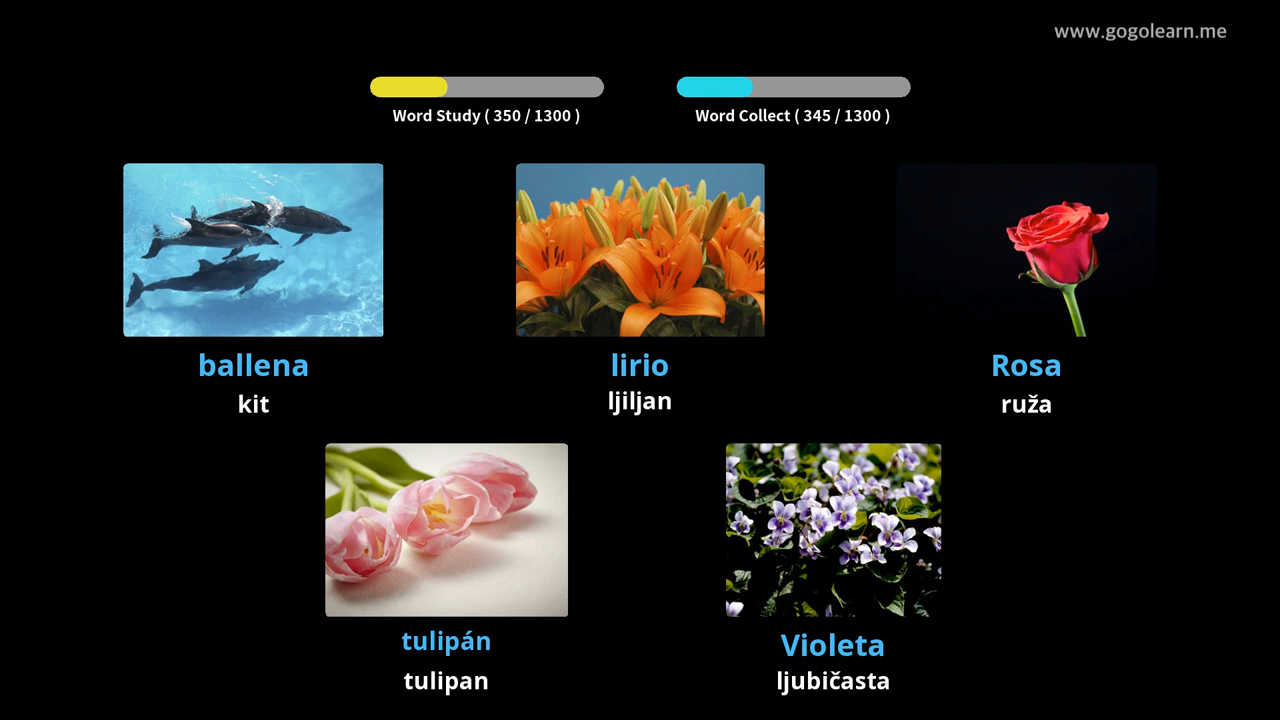 www.gogolearn.me
Word Study ( 350 / 1300 )
Word Collect ( 345 / 1300 )
ballena
kit
lirio
ljiljan
Rosa
ruža
tulipán
tulipan
Violeta
ljubičasta